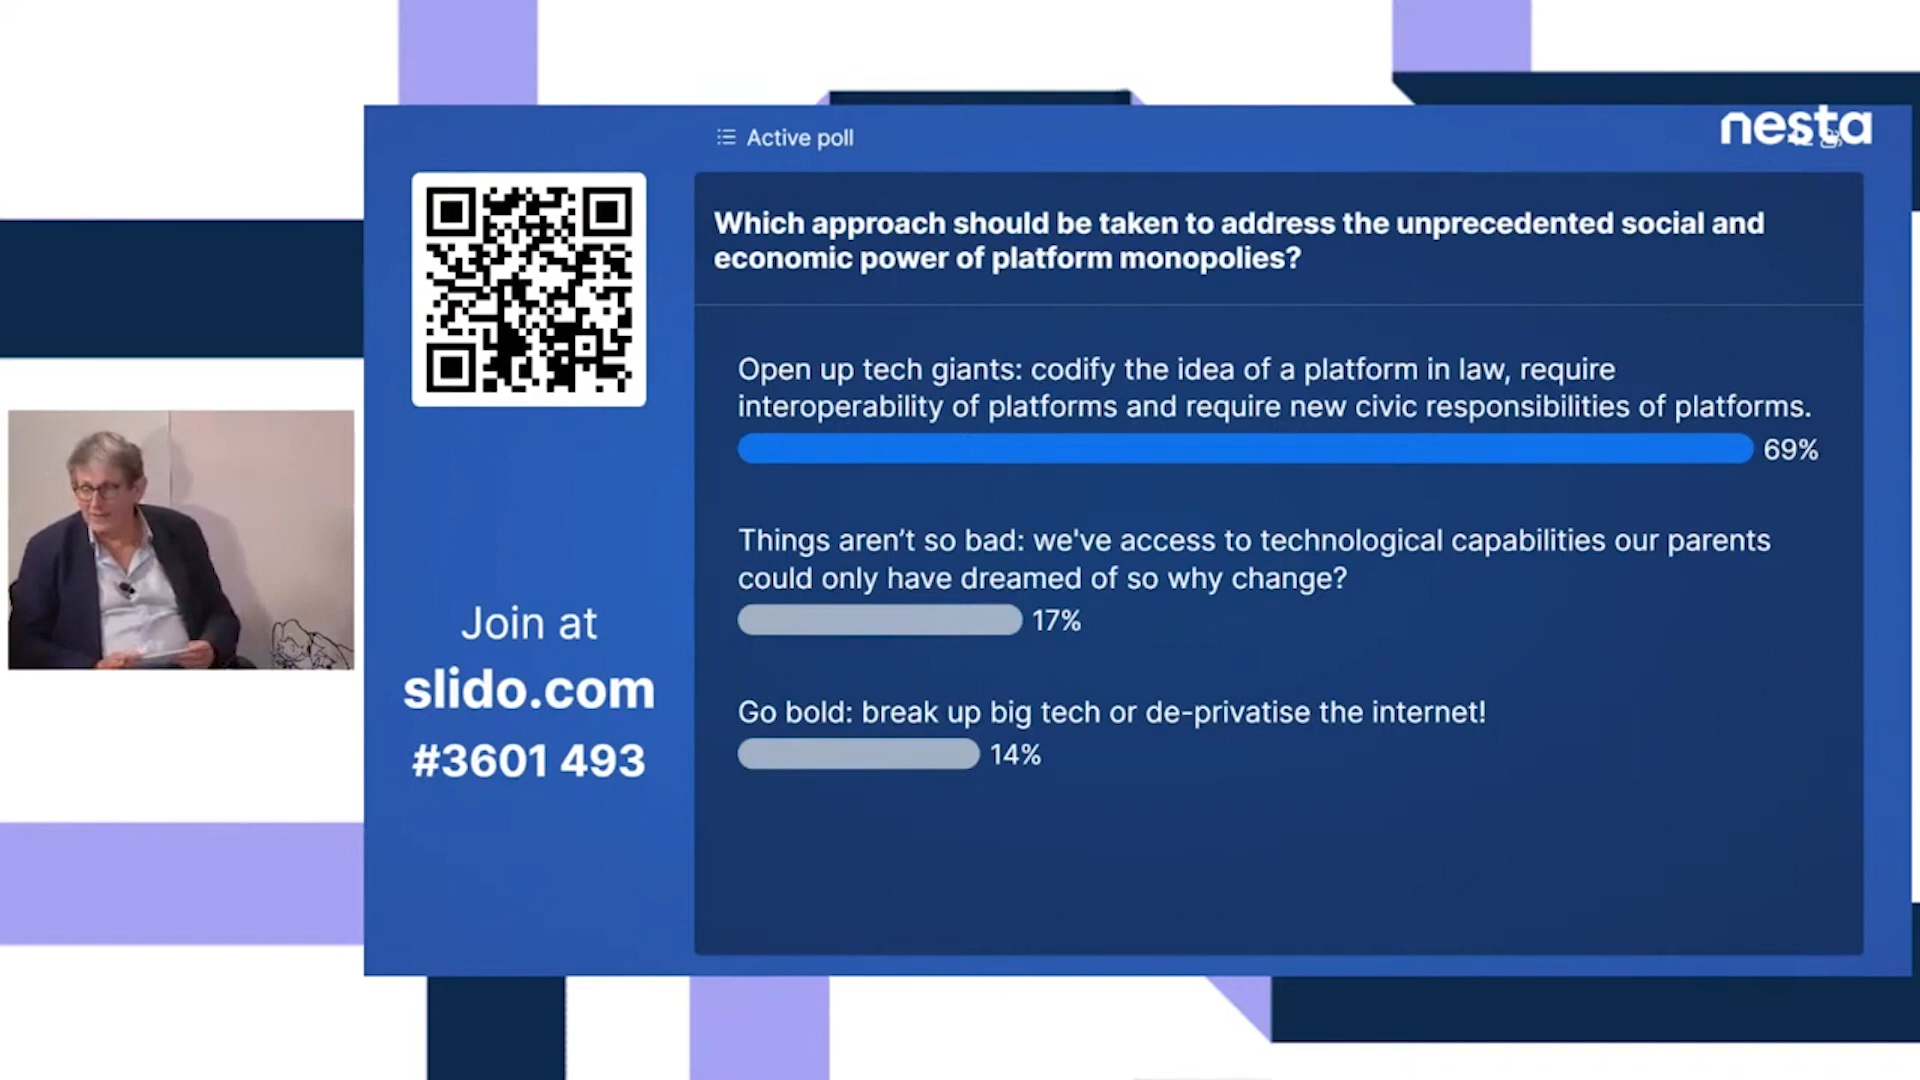 Active poll
nesta
Which approach should be taken to address the unprecedented social and
economic power of platform monopolies?
Open up tech giants: codify the idea of a platform in law, require
interoperability of platforms and require new civic responsibilities of platforms.
69%
Things aren’t so bad: we've access to technological capabilities our parents
could only have dreamed of so why change?
17%
Go bold: break up big tech or de-privatise the internet!
14%
Join at
slido.com
#3601 493